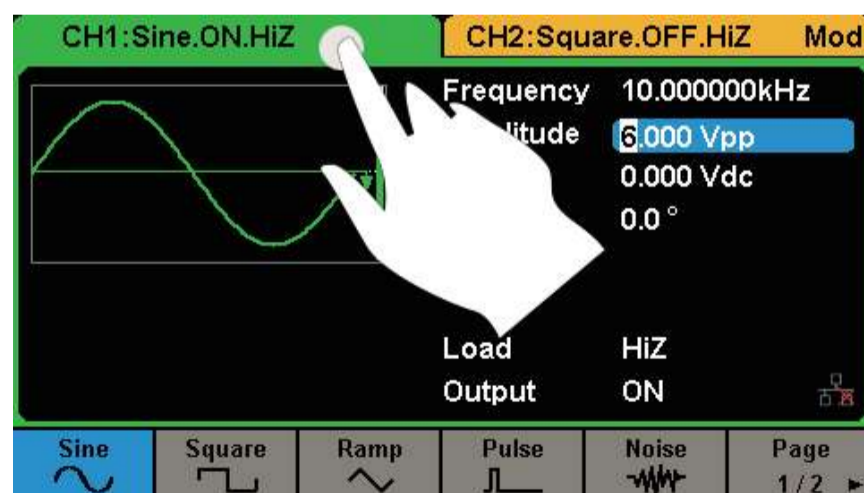 CH1:Sine.ON.HiZ CH2:Square.OFF.HiZ Mod
Frequency 10.000000kHz
6.000 Vpp
0.000 Vdc
0.0 °
Load HiZ
Output ON
Sine Square Ramp Pulse Noise Page
1/2 ►